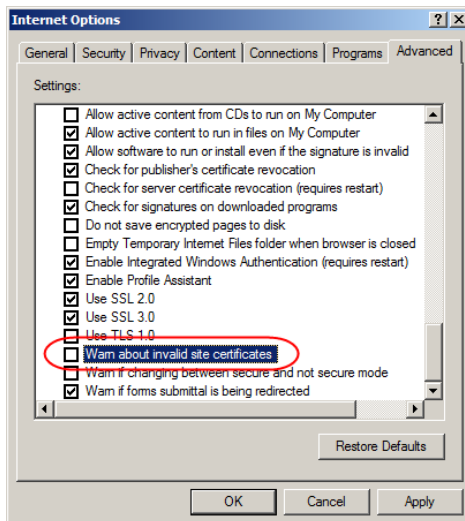 Internet Options
General Security Privacy Content Connections Programs Advanced
Settings:
Allow active content from CDs to run on My Computer
Allow active content to run in files on My Computer
Allow software to run or install even if the signature is invalid
Check for publisher's certificate revocation
Check for server certificate revocation (requires restart)
Check for signatures on downloaded programs
Do not save encrypted pages to disk
Empty Temporary Internet Files folder when browser is closed
Enable Integrated Windows Authentication (requires restart)
Enable Profile Assistant
Use SSL 2.0
Use SSL 3.0
Use TLS 1.0
Warn about invalid site certificates
Warn if changing between secure and not secure mode
Warn if forms submittal is being redirected
Restore Defaults
OK Cancel Apply